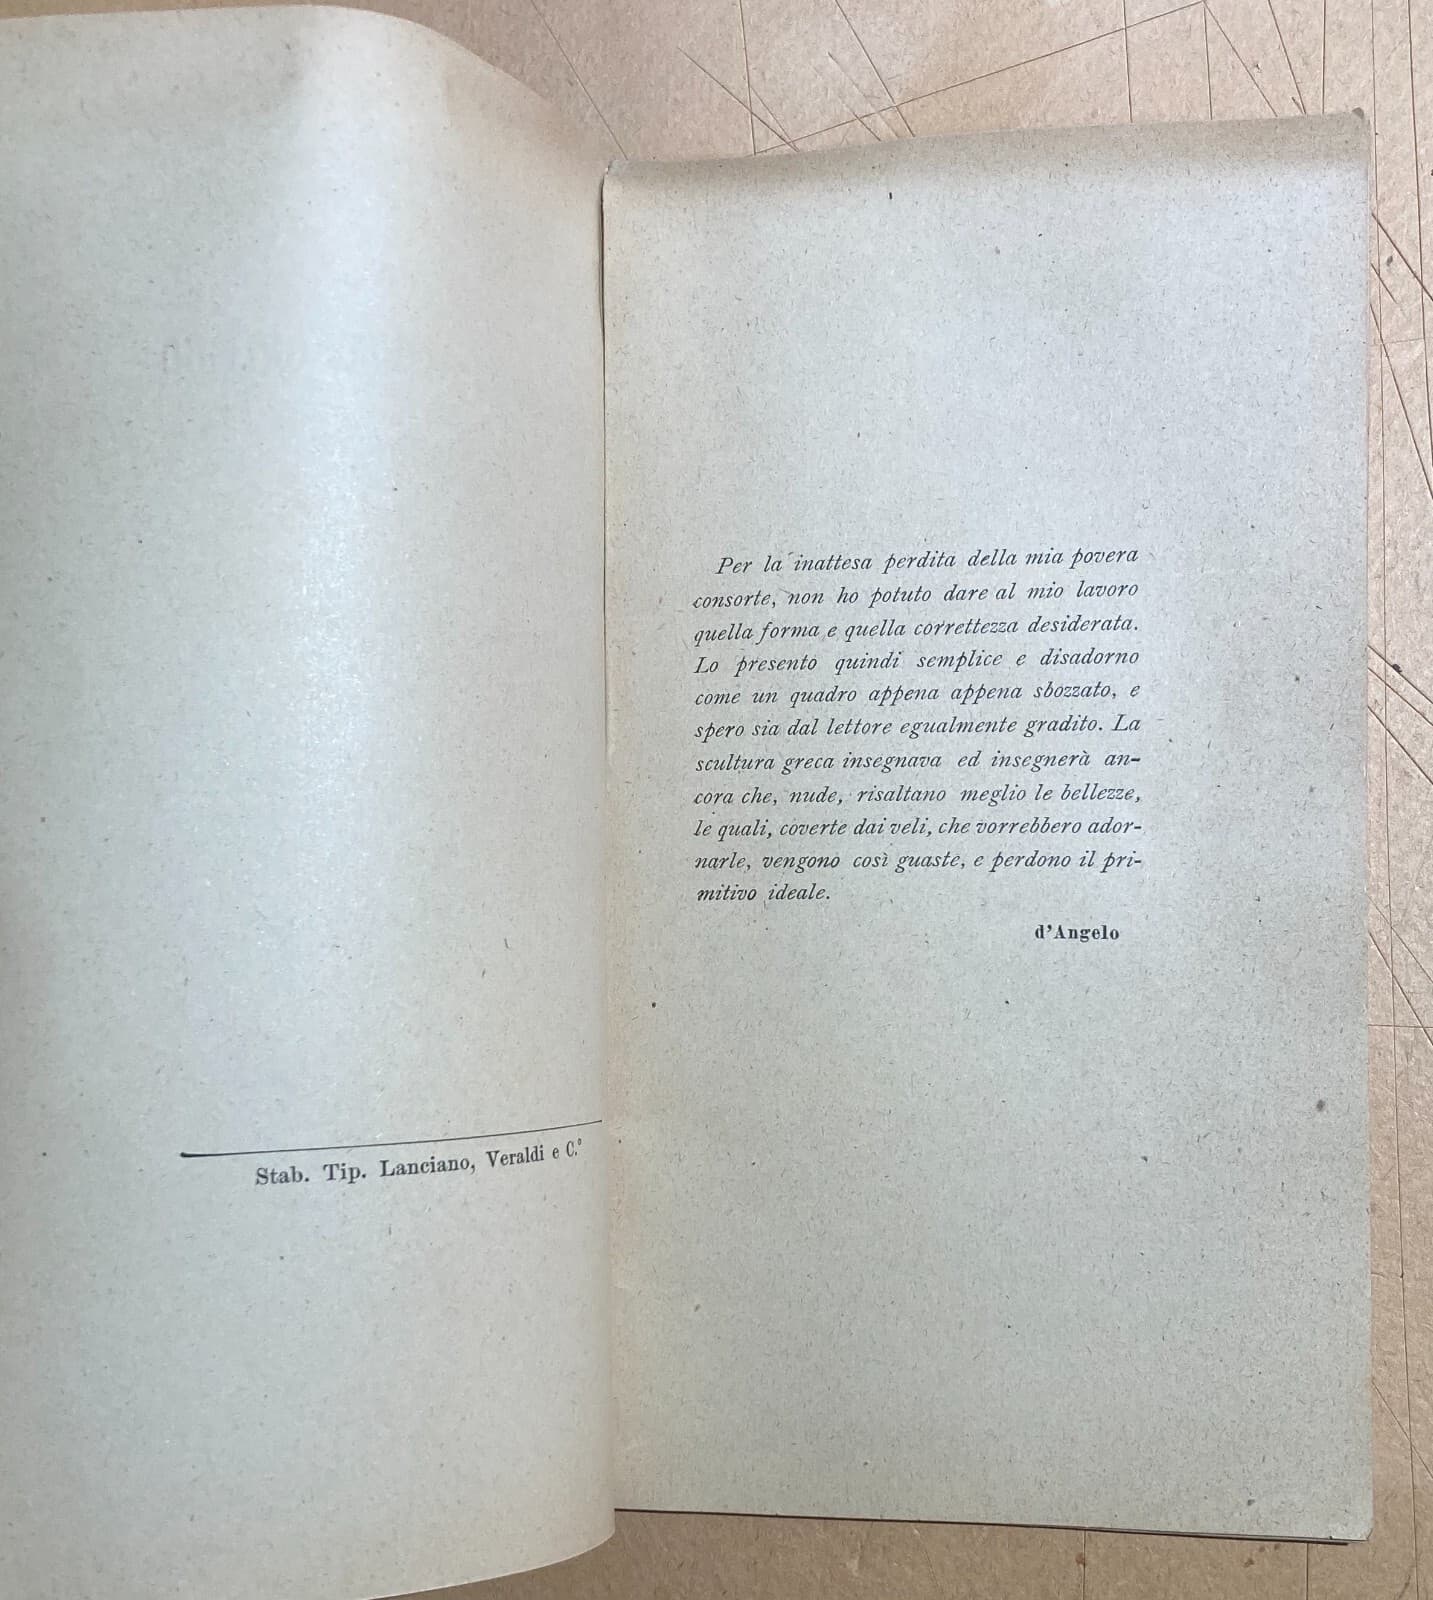 Stab. Tip. Lanciano, Veraldi e C.º
Per la inattesa perdita della mia povera
consorte, non ho potuto dare al mio lavoro
quella forma e quella correttezza desiderata.
Lo presento quindi semplice e disadorno
come un quadro appena appena sbozzato, e
spero sia dal lettore egualmente gradito. La
scultura greca insegnava ed insegnerà an-
cora che, nude, risaltano meglio le bellezze,
le quali, coverte dai veli, che vorrebbero ador-
narle, vengono così guaste, e perdono il pri-
mitivo ideale.
d'Angelo